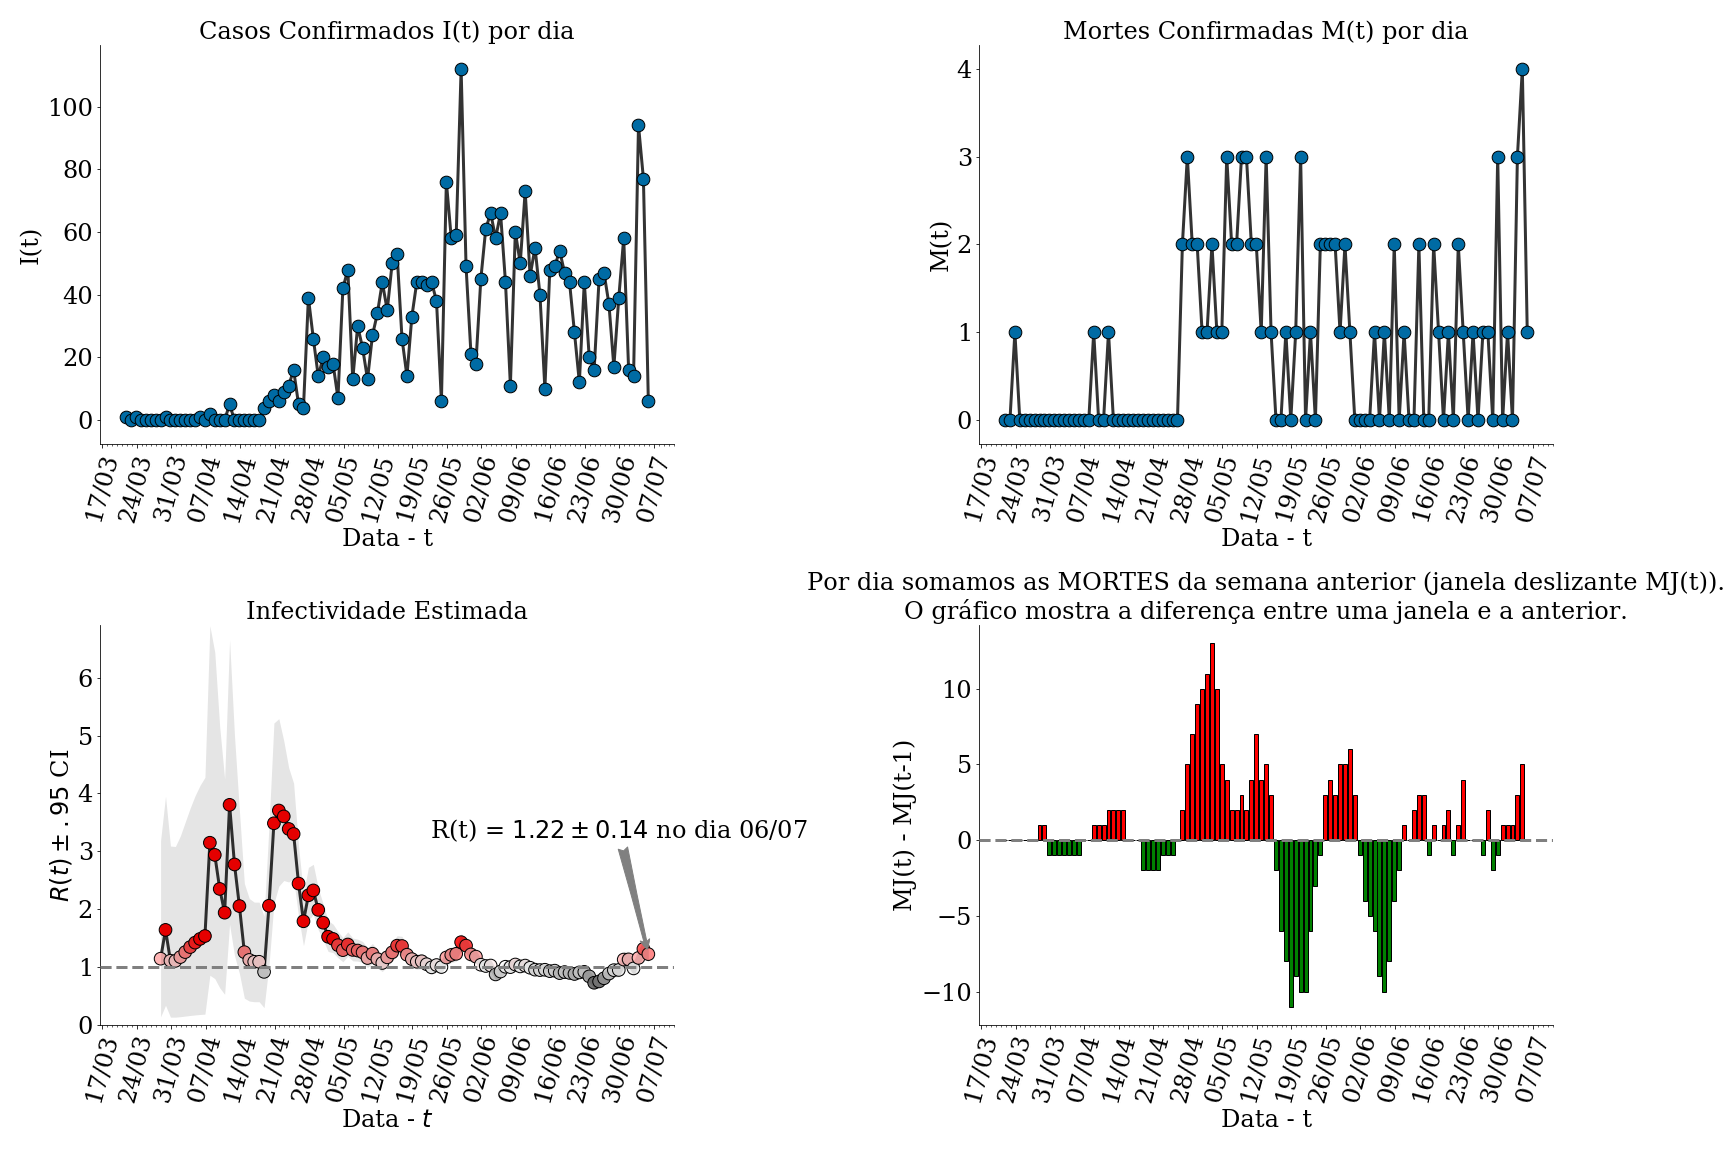 Casos Confirmados I(t) por dia
I(t)
100
80
60
40
20
0
17/03 24/03 31/03 07/04 14/04 21/04 28/04 05/05 12/05 19/05 26/05 02/06 09/06 16/06 23/06 30/06 07/07
Data - t
Mortes Confirmadas M(t) por dia
M(t)
4
3
2
1
0
17/03 24/03 31/03 07/04 14/04 21/04 28/04 05/05 12/05 19/05 26/05 02/06 09/06 16/06 23/06 30/06 07/07
Data - t
Infectividade Estimada
R(t) ± .95 CI
6
5
4
3
2
1
0
R(t) = 1.22 ± 0.14 no dia 06/07
17/03 24/03 31/03 07/04 14/04 21/04 28/04 05/05 12/05 19/05 26/05 02/06 09/06 16/06 23/06 30/06 07/07
Data - t
Por dia somamos as MORTES da semana anterior (janela deslizante MJ(t)).
O gráfico mostra a diferença entre uma janela e a anterior.
MJ(t) - MJ(t-1)
10
5
0
−5
−10
17/03 24/03 31/03 07/04 14/04 21/04 28/04 05/05 12/05 19/05 26/05 02/06 09/06 16/06 23/06 30/06 07/07
Data - t